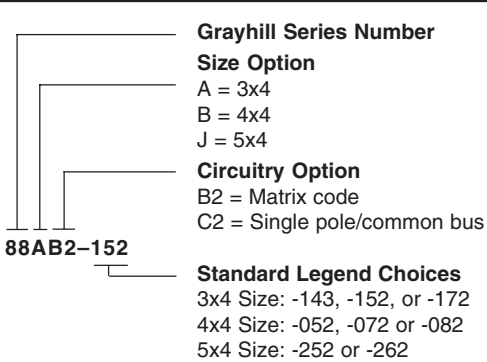 Grayhill Series Number
Size Option
A = 3x4
B = 4x4
J = 5x4
Circuitry Option
B2 = Matrix code
C2 = Single pole/common bus
88AB2–152
Standard Legend Choices
3x4 Size: -143, -152, or -172
4x4 Size: -052, -072 or -082
5x4 Size: -252 or -262